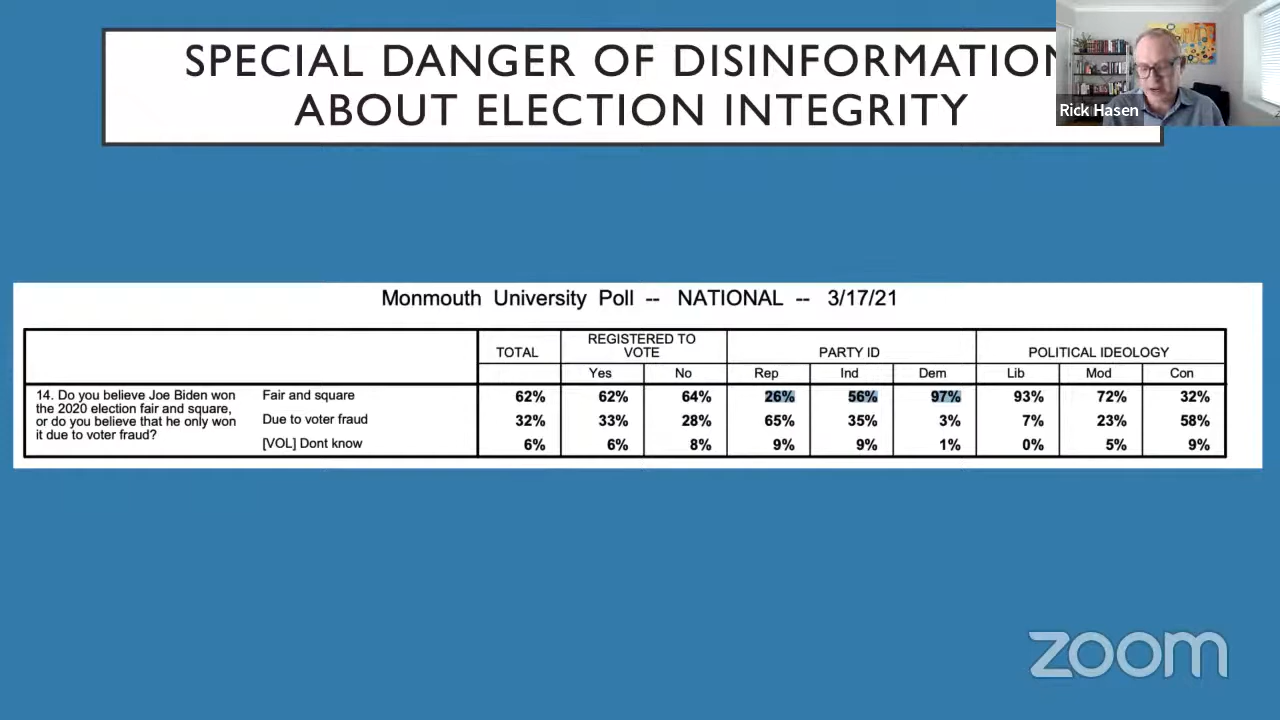 SPECIAL DANGER OF DISINFORMATION
ABOUT ELECTION INTEGRITY
Rick Hasen
Monmouth University Poll -- NATIONAL -- 3/17/21
TOTAL REGISTERED TO VOTE PARTY ID POLITICAL IDEOLOGY
Yes No Rep Ind Dem Lib Mod Con
14. Do you believe Joe Biden won Fair and square 62% 62% 64% 26% 56% 97% 93% 72% 32%
the 2020 election fair and square,
or do you believe that he only won Due to voter fraud 32% 33% 28% 65% 35% 3% 7% 23% 58%
it due to voter fraud? [VOL] Dont know 6% 6% 8% 9% 9% 1% 0% 5% 9%
zoom